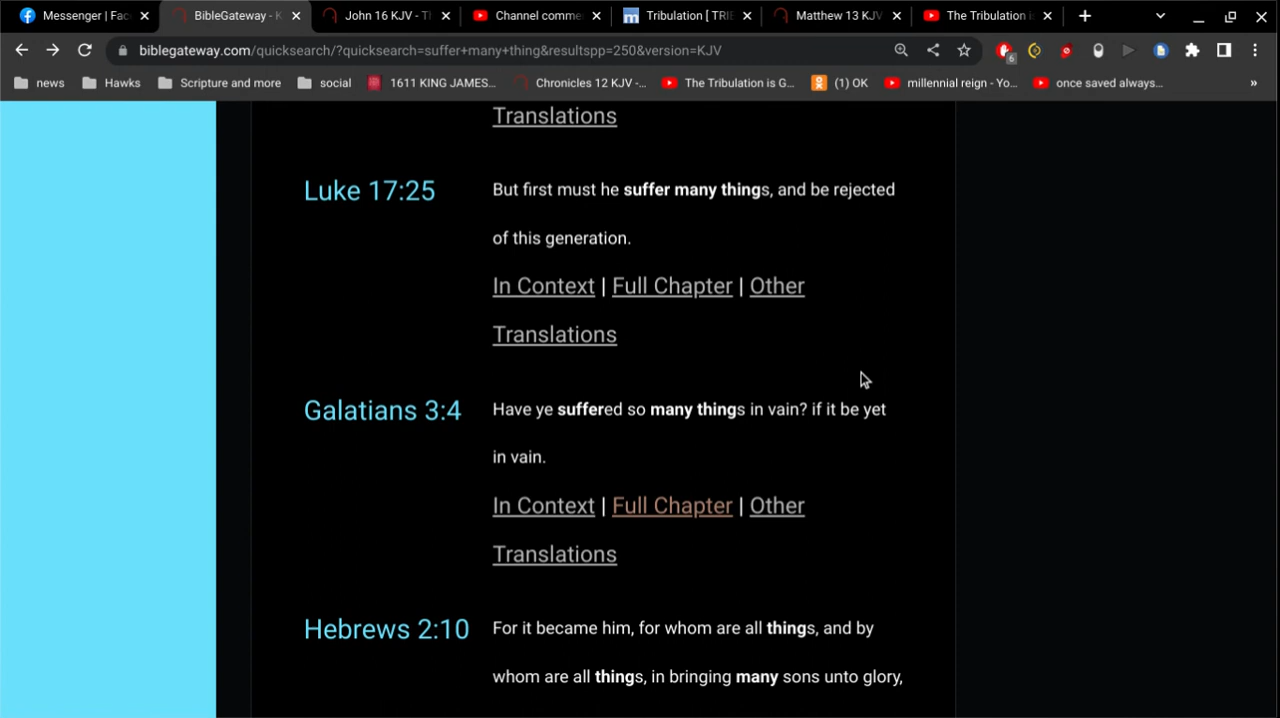 Messenger | Fac
BibleGateway - K
John 16 KJV - Th
Channel comme
Tribulation [ TRIB
Matthew 13 KJV
The Tribulation is
biblegateway.com/quicksearch/?quicksearch=suffer+many+thing&resultspp=250&version=KJV
6
news
Hawks
Scripture and more
social
1611 KING JAMES...
Chronicles 12 KJV -...
The Tribulation is G...
(1) OK
millennial reign - Yo...
once saved always...
»
Translations
Luke 17:25
But first must he suffer many things, and be rejected
of this generation.
In Context | Full Chapter | Other
Translations
Galatians 3:4
Have ye suffered so many things in vain? if it be yet
in vain.
In Context | Full Chapter | Other
Translations
Hebrews 2:10
For it became him, for whom are all things, and by
whom are all things, in bringing many sons unto glory,